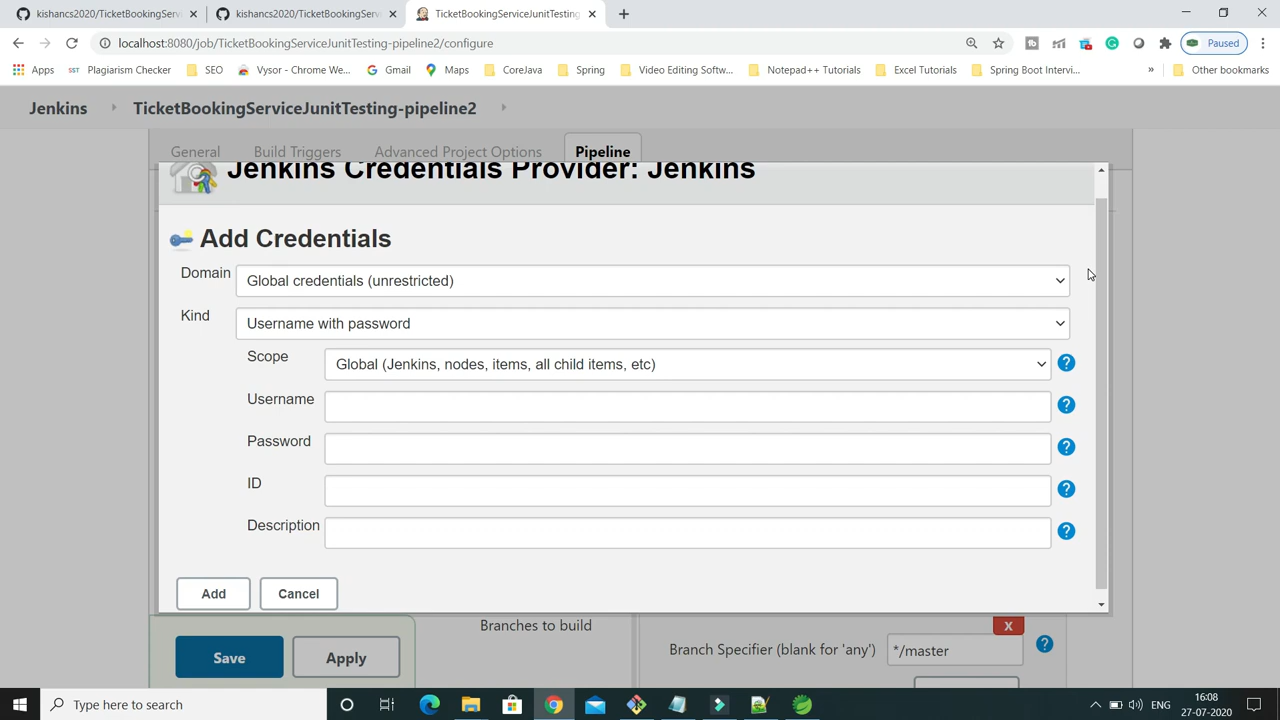 kishancs2020/TicketBookingServic
kishancs2020/TicketBookingServic
TicketBookingServiceJunitTesting-
localhost:8080/job/TicketBookingServiceJunitTesting-pipeline2/configure
Paused
Apps
SST Plagiarism Checker
SEO
Vysor - Chrome We...
Gmail
Maps
CoreJava
Spring
Video Editing Softw...
Notepad++ Tutorials
Excel Tutorials
Spring Boot Intervi...
»
Other bookmarks
Jenkins
TicketBookingServiceJunitTesting-pipeline2
General
Build Triggers
Advanced Project Options
Pipeline
Jenkins Credentials Provider: Jenkins
Add Credentials
Domain
Global credentials (unrestricted)
Kind
Username with password
Scope
Global (Jenkins, nodes, items, all child items, etc)
?
Username
?
Password
?
ID
?
Description
?
Add
Cancel
Branches to build
X
Branch Specifier (blank for 'any')
*/master
?
Save
Apply
Type here to search
ENG
16:08
27-07-2020